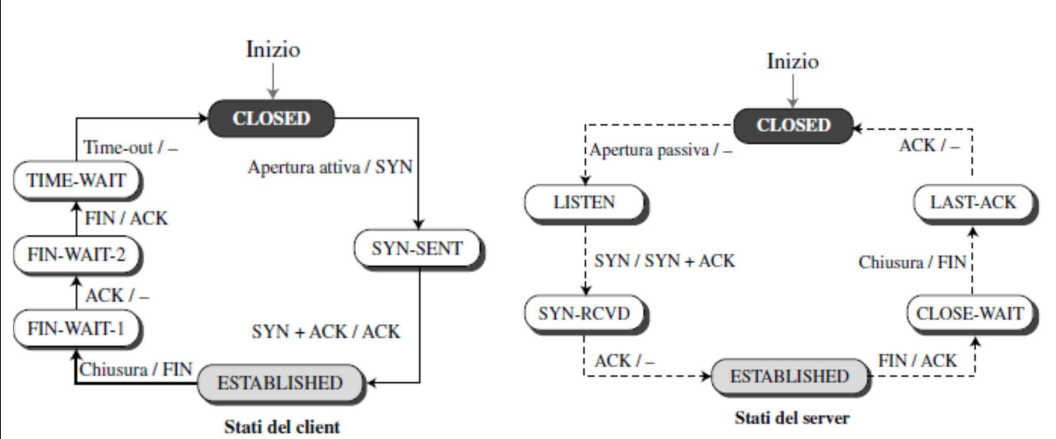 Inizio
CLOSED
Time-out / –
Apertura attiva / SYN
TIME-WAIT
FIN / ACK
FIN-WAIT-2
SYN-SENT
ACK / –
FIN-WAIT-1
SYN + ACK / ACK
Chiusura / FIN
ESTABLISHED
Stati del client
Inizio
CLOSED
Apertura passiva / –
ACK / –
LISTEN
LAST-ACK
SYN / SYN + ACK
Chiusura / FIN
SYN-RCVD
CLOSE-WAIT
ACK / –
FIN / ACK
ESTABLISHED
Stati del server